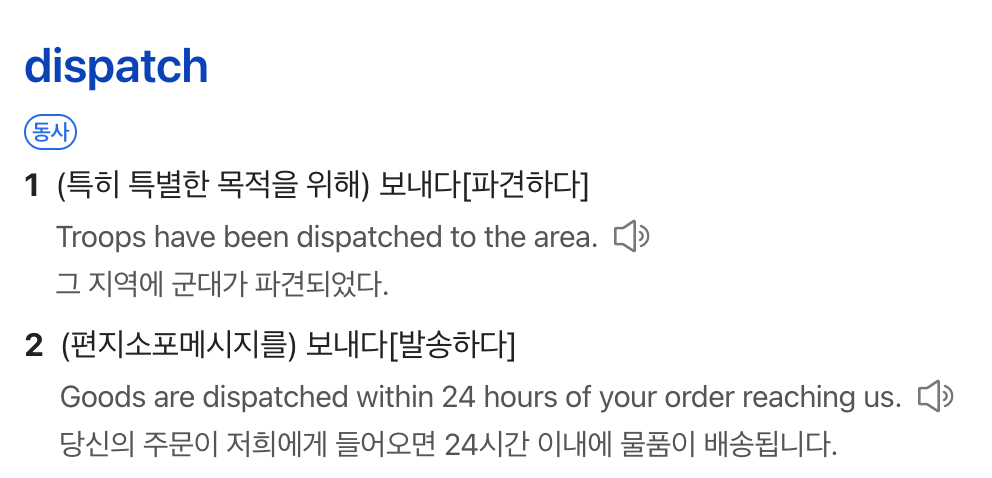 dispatch
동사
1 (특히 특별한 목적을 위해) 보내다[파견하다]
Troops have been dispatched to the area.
그 지역에 군대가 파견되었다.
2 (편지소포메시지를) 보내다[발송하다]
Goods are dispatched within 24 hours of your order reaching us.
당신의 주문이 저희에게 들어오면 24시간 이내에 물품이 배송됩니다.